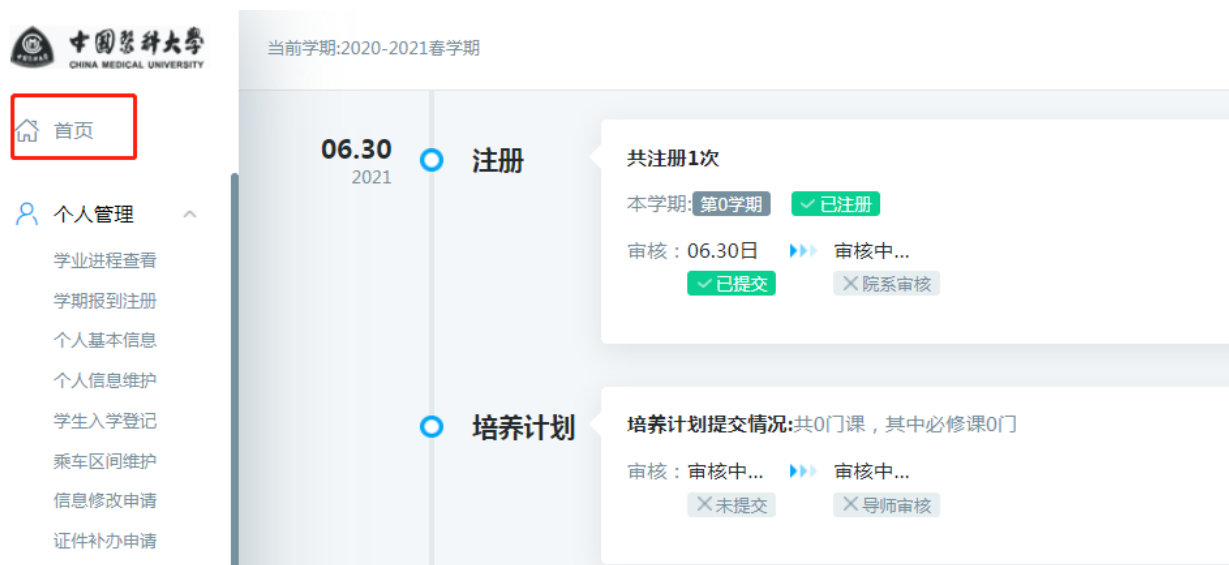 中国医科大学
CHINA MEDICAL UNIVERSITY
首页
个人管理
学业进程查看
学期报到注册
个人基本信息
个人信息维护
学生入学登记
乘车区间维护
信息修改申请
证件补办申请
当前学期:2020-2021春学期
06.30
2021
注册
共注册1次
本学期:第0学期 已注册
审核：06.30日 审核中...
已提交 院系审核
培养计划
培养计划提交情况:共0门课，其中必修课0门
审核：审核中... 审核中...
未提交 导师审核